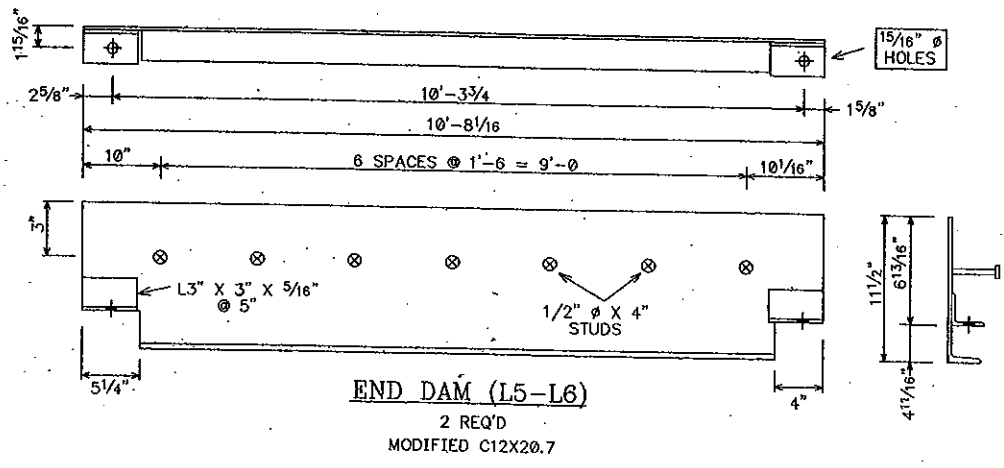 1 15/16"
15/16" ø
HOLES
2 5/8"
10'-3 3/4
1 5/8"
10'-8 1/16
10"
6 SPACES @ 1'-6 = 9'-0
10 1/16"
3"
L3" X 3" X 5/16"
@ 5"
1/2" ø X 4"
STUDS
11 1/2"
6 13/16"
4 11/16"
5 1/4"
4"
END DAM (L5-L6)
2 REQ'D
MODIFIED C12X20.7